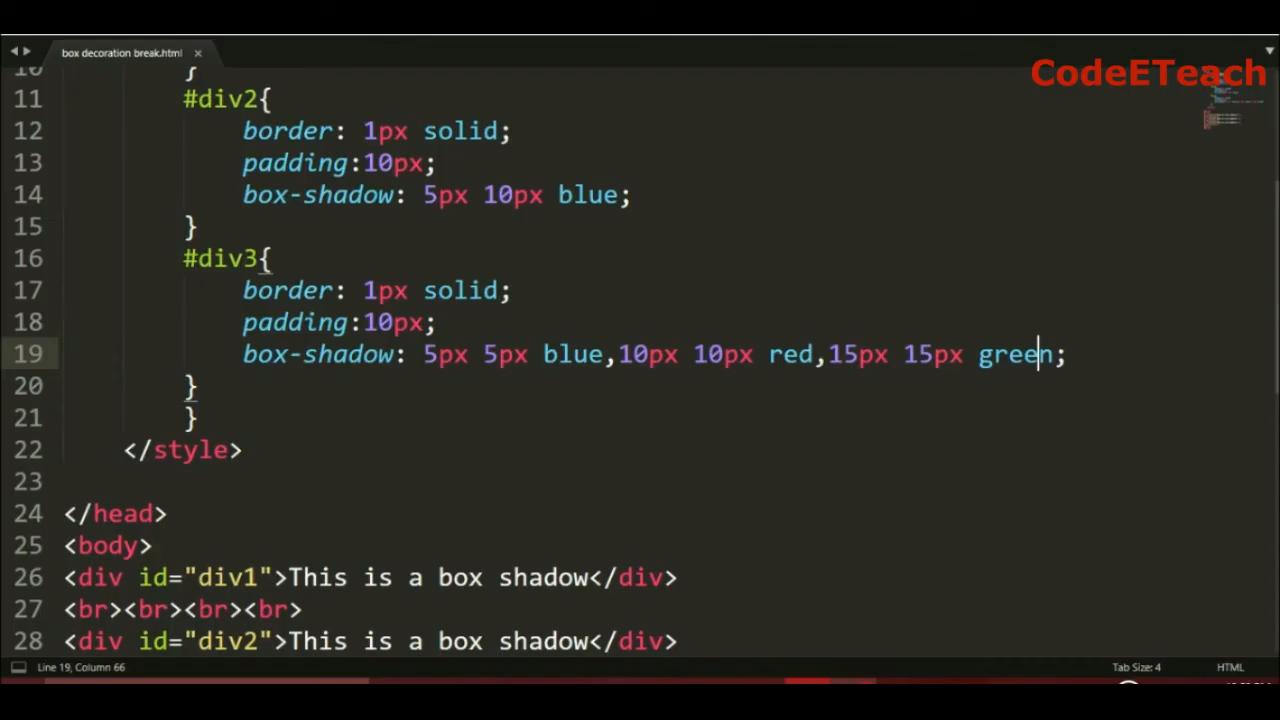 box decoration break.html ×
CodeETeach
10 }
11 #div2{
12 border: 1px solid;
13 padding:10px;
14 box-shadow: 5px 10px blue;
15 }
16 #div3{
17 border: 1px solid;
18 padding:10px;
19 box-shadow: 5px 5px blue,10px 10px red,15px 15px green;
20 }
21 }
22 </style>
23
24 </head>
25 <body>
26 <div id="div1">This is a box shadow</div>
27 <br><br><br><br>
28 <div id="div2">This is a box shadow</div>
Line 19, Column 66 Tab Size: 4 HTML